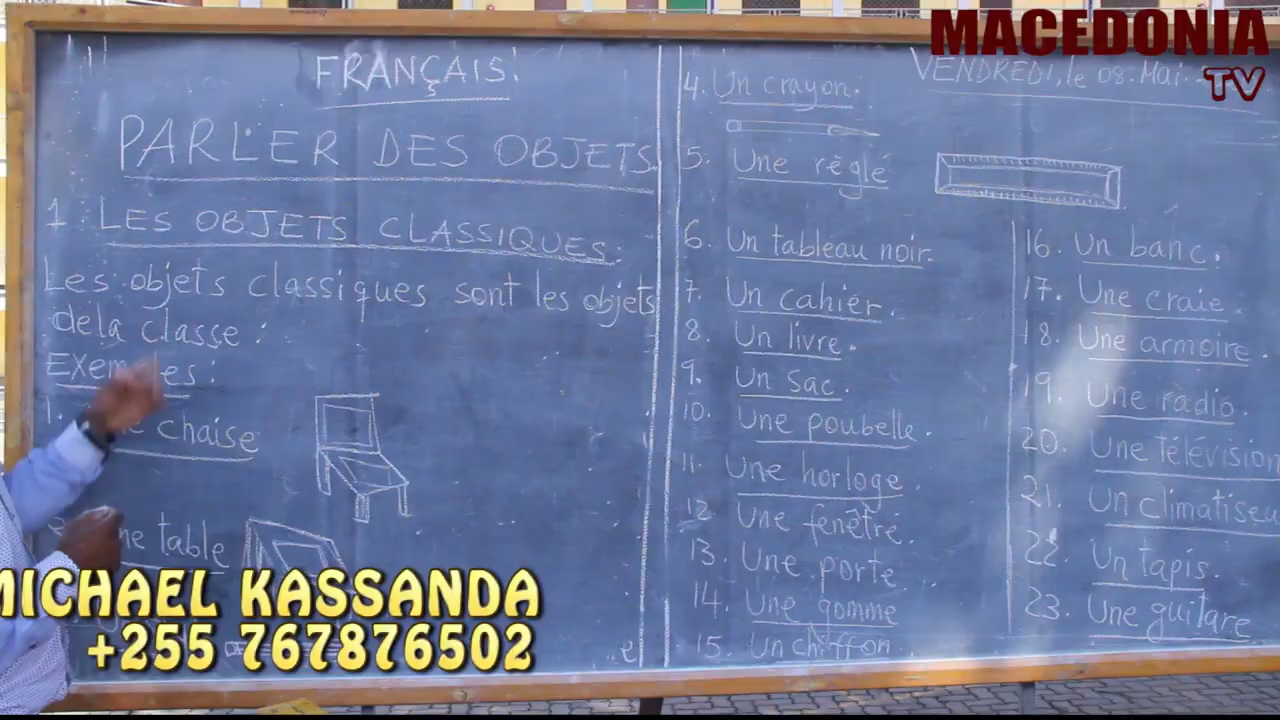 MACEDONIA
TV
FRANÇAIS.
PARLER DES OBJETS.
1. LES OBJETS CLASSIQUES:
Les objets classiques sont les objets
dela classe:
1. chaise
table
VENDREDI, le 08. Mai
4. Un crayon.
5. Une règlé
6. Un tableau noir.
7. Un cahier.
8. Un livre.
9. Un sac.
10. Une poubelle.
11. Une horloge.
12. Une fenêtre.
13. Une porte.
14. Une gomme
15. Un chiffon
16. Un banc.
17. Une craie.
18. Une armoire.
19. Une radio.
20. Une télévision
21. Un climatiseu
22. Un tapis.
23. Une guitare
MICHAEL KASSANDA
+255 767876502